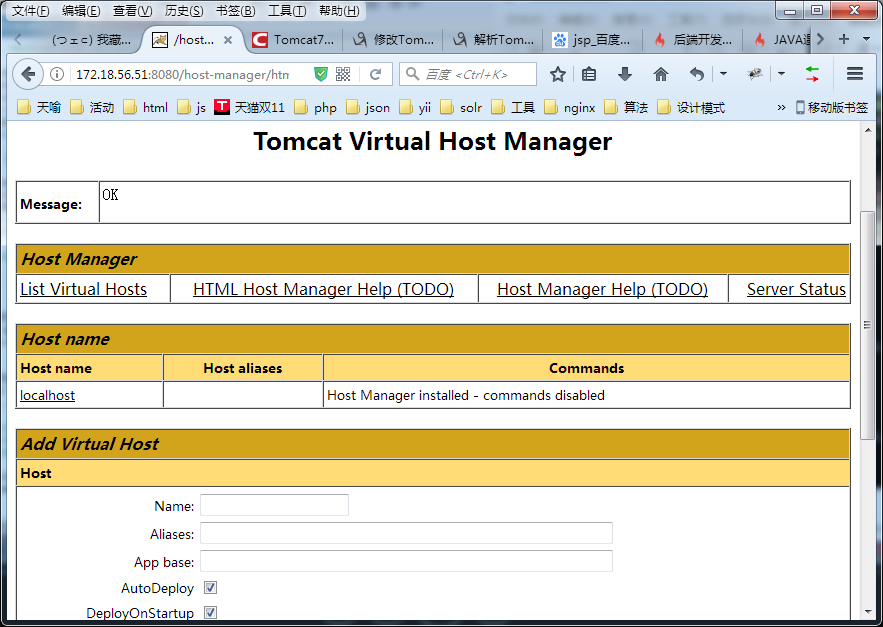 文件(F) 编辑(E) 查看(V) 历史(S) 书签(B) 工具(T) 帮助(H)
(つェ⊂) 我藏... /host... Tomcat7... 修改Tom... 解析Tom... jsp_百度... 后端开发... JAVA
172.18.56.51:8080/host-manager/htm 百度 <Ctrl+K>
天喻 活动 html js 天猫双11 php json yii solr 工具 nginx 算法 设计模式 » 移动版书签
Tomcat Virtual Host Manager
Message: OK
Host Manager
List Virtual Hosts HTML Host Manager Help (TODO) Host Manager Help (TODO) Server Status
Host name
Host name Host aliases Commands
localhost Host Manager installed - commands disabled
Add Virtual Host
Host
Name:
Aliases:
App base:
AutoDeploy
DeployOnStartup